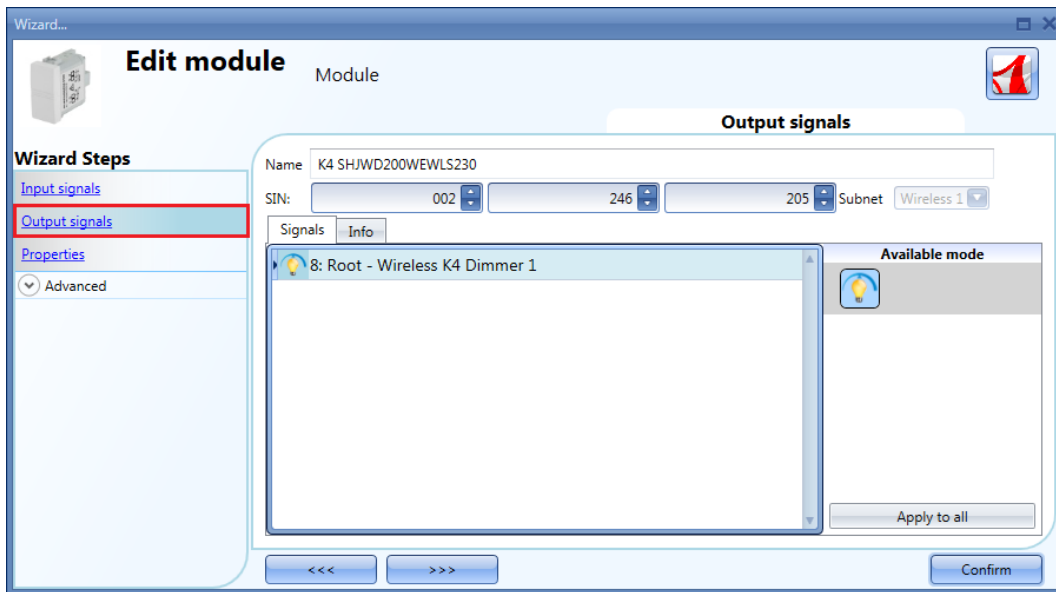 Wizard...
Edit module
Module
Output signals
Wizard Steps
Input signals
Output signals
Properties
Advanced
Name K4 SHJWD200WEWLS230
SIN: 002 246 205 Subnet Wireless 1
Signals Info
8: Root - Wireless K4 Dimmer 1
Available mode
Apply to all
<<< >>> Confirm